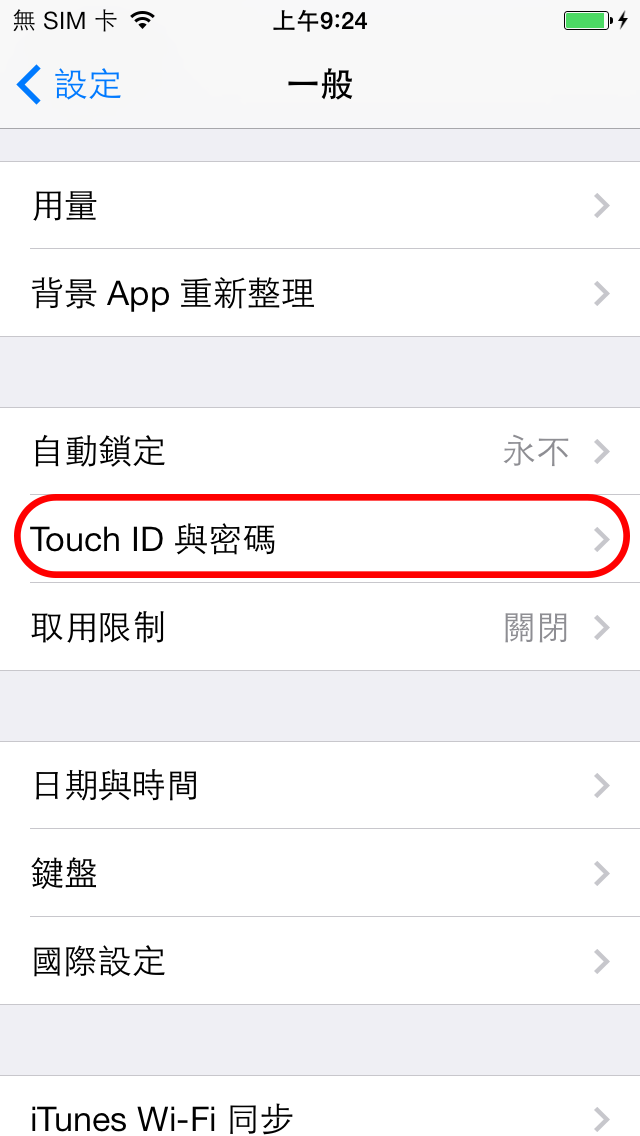 無 SIM 卡 上午9:24
設定 一般
用量
背景 App 重新整理
自動鎖定 永不
Touch ID 與密碼
取用限制 關閉
日期與時間
鍵盤
國際設定
iTunes Wi-Fi 同步